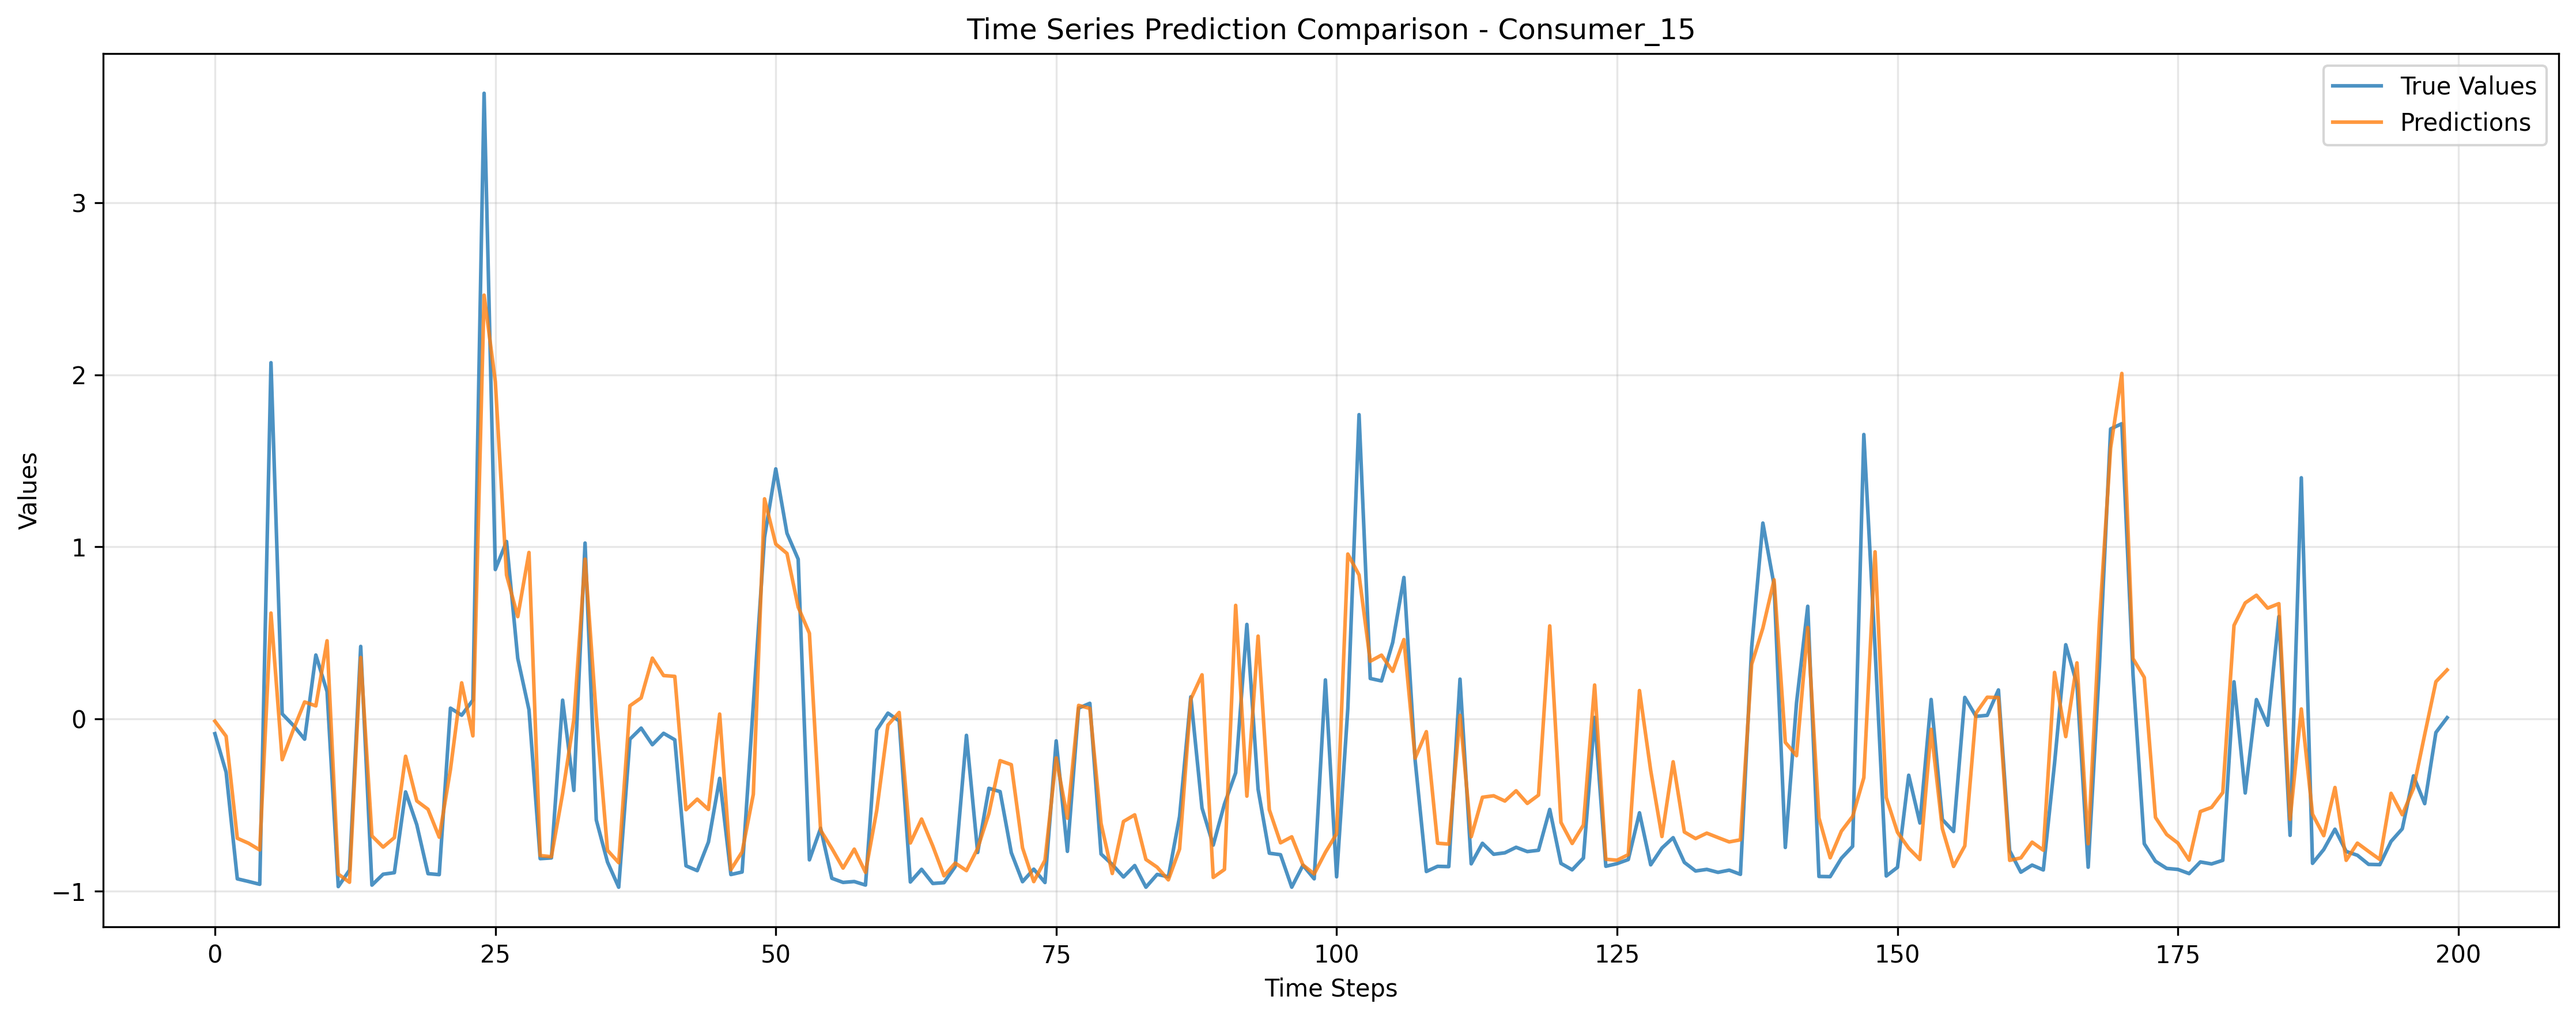 Time Series Prediction Comparison - Consumer_15
True Values
Predictions
Values
3
2
1
0
−1
0 25 50 75 100 125 150 175 200
Time Steps